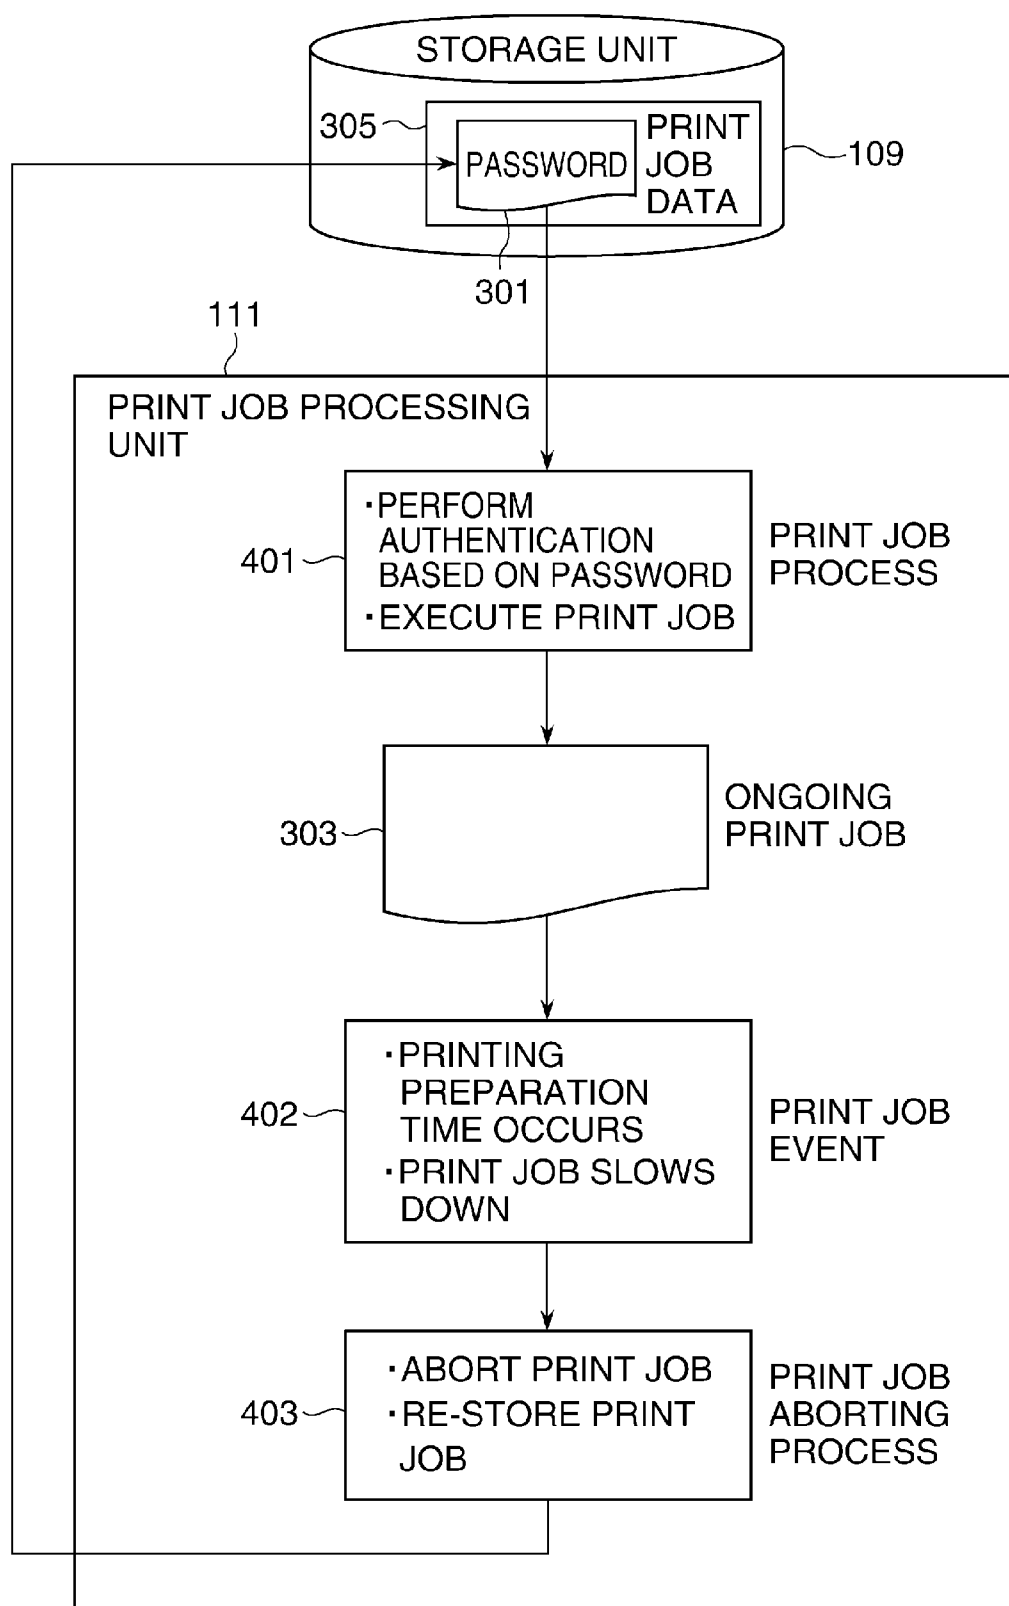 STORAGE UNIT
305
PASSWORD
PRINT
JOB
DATA
109
301
111
PRINT JOB PROCESSING
UNIT
401
·PERFORM
AUTHENTICATION
BASED ON PASSWORD
·EXECUTE PRINT JOB
PRINT JOB
PROCESS
303
ONGOING
PRINT JOB
402
·PRINTING
PREPARATION
TIME OCCURS
·PRINT JOB SLOWS
DOWN
PRINT JOB
EVENT
403
·ABORT PRINT JOB
·RE-STORE PRINT
JOB
PRINT JOB
ABORTING
PROCESS